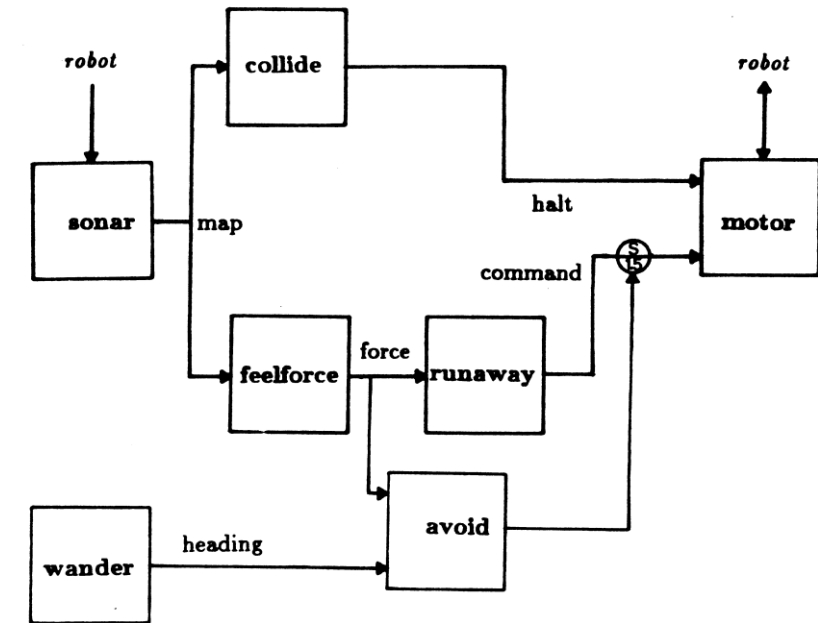 robot
collide
robot
sonar
map
halt
motor
command
S
15
feelforce
force
runaway
avoid
heading
wander